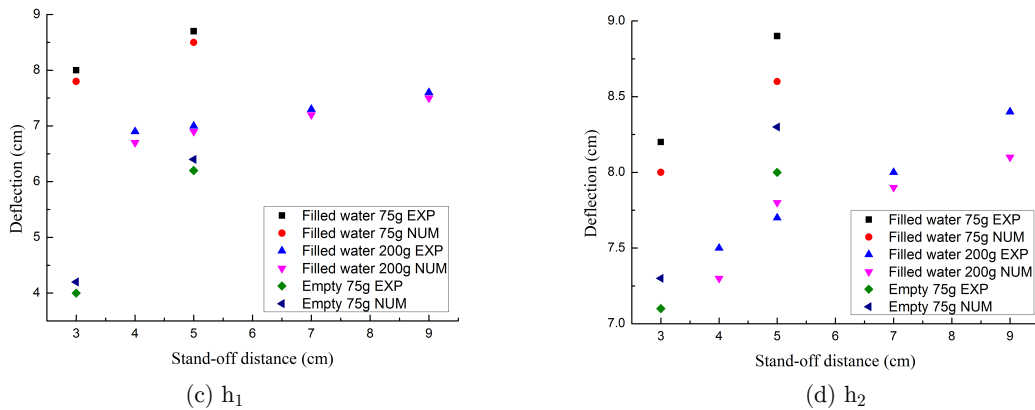 9
8
7
6
5
4
Deflection (cm)
3 4 5 6 7 8 9
Stand-off distance (cm)
Filled water 75g EXP
Filled water 75g NUM
Filled water 200g EXP
Filled water 200g NUM
Empty 75g EXP
Empty 75g NUM
(c) h₁
9.0
8.5
8.0
7.5
7.0
Deflection (cm)
3 4 5 6 7 8 9
Stand-off distance (cm)
Filled water 75g EXP
Filled water 75g NUM
Filled water 200g EXP
Filled water 200g NUM
Empty 75g EXP
Empty 75g NUM
(d) h₂